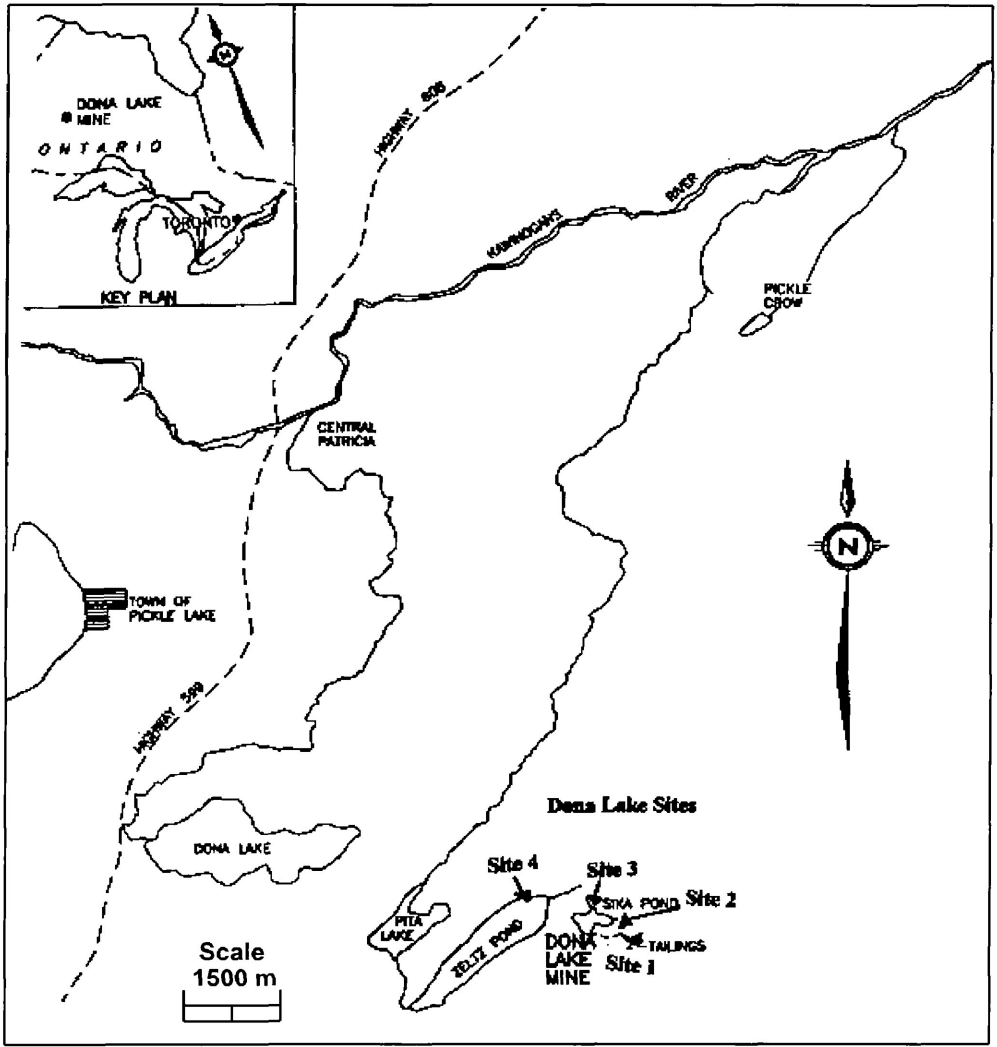 N
DONA LAKE
MINE
ONTARIO
TORONTO
KEY PLAN
HIGHWAY 808
KAWINOGANS
RIVER
PICKLE
CROW
CENTRAL
PATRICIA
N
TOWN OF
PICKLE LAKE
HIGHWAY 599
Dona Lake Sites
DONA LAKE
Site 4
Site 3
SIKA POND
Site 2
PITA
LAKE
ZELTZ POND
DONA
LAKE
MINE
TAILINGS
Site 1
Scale
1500 m